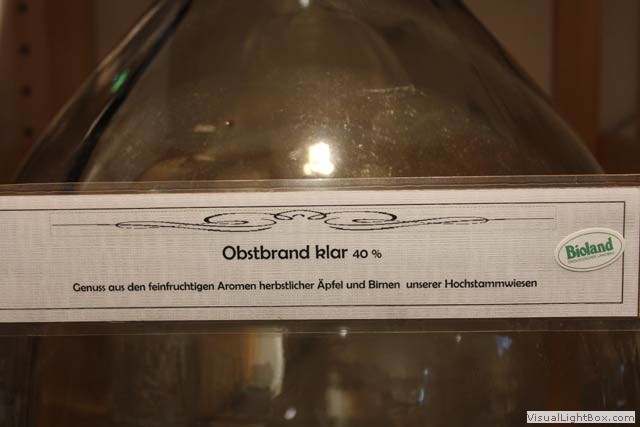 Obstbrand klar 40 %
Bioland
Genuss aus den feinfruchtigen Aromen herbstlicher Äpfel und Birnen unserer Hochstammwiesen
VisualLightBox.com